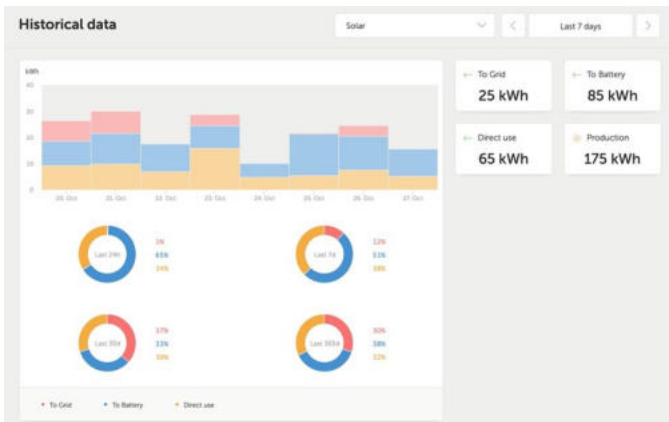 Historical data
Solar
Last 7 days
kWh
40
30
20
10
0
20. Oct
21. Oct
22. Oct
23. Oct
24. Oct
25. Oct
26. Oct
27. Oct
To Grid
25 kWh
To Battery
85 kWh
Direct use
65 kWh
Production
175 kWh
Last 24h
1%
65%
34%
Last 7d
12%
51%
38%
Last 30d
37%
33%
30%
Last 365d
30%
38%
32%
To Grid
To Battery
Direct use